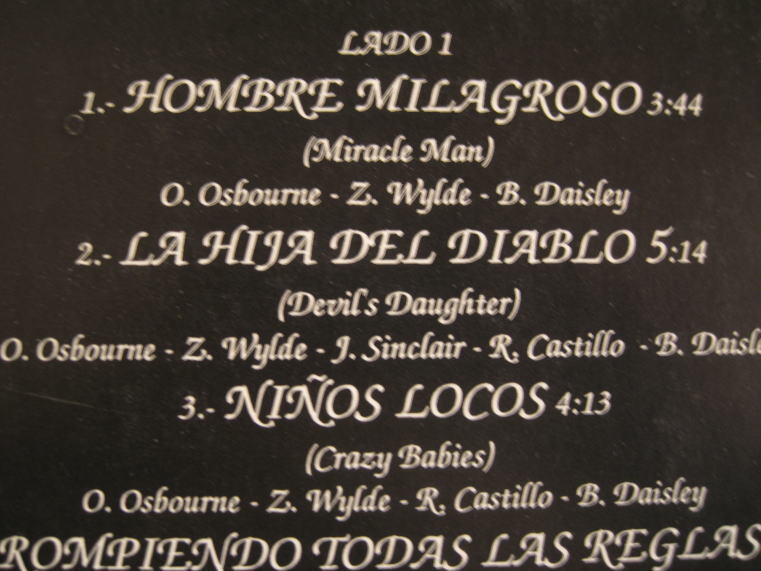 LADO 1
1.- HOMBRE MILAGROSO 3:44
(Miracle Man)
O. Osbourne - Z. Wylde - B. Daisley
2.- LA HIJA DEL DIABLO 5:14
(Devil's Daughter)
O. Osbourne - Z. Wylde - J. Sinclair - R. Castillo - B. Daisle
3.- NIÑOS LOCOS 4:13
(Crazy Babies)
O. Osbourne - Z. Wylde - R. Castillo - B. Daisley
ROMPIENDO TODAS LAS REGLAS